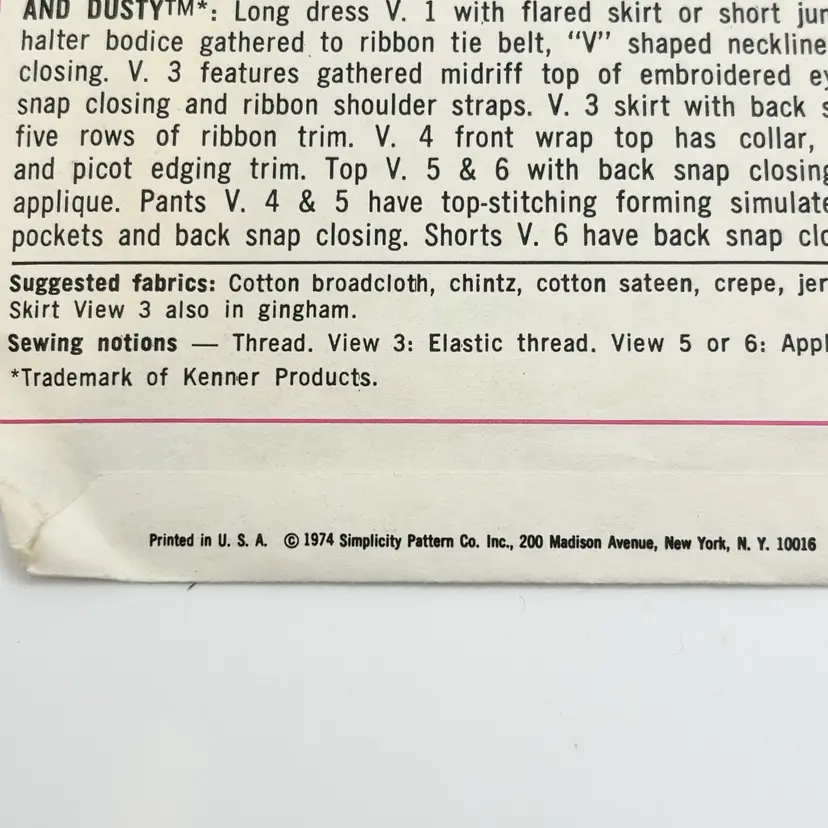 AND DUSTY™*: Long dress V. 1 with flared skirt or short
halter bodice gathered to ribbon tie belt, “V” shaped neckline
closing. V. 3 features gathered midriff top of embroidered
snap closing and ribbon shoulder straps. V. 3 skirt with back
five rows of ribbon trim. V. 4 front wrap top has collar,
and picot edging trim. Top V. 5 & 6 with back snap closing
applique. Pants V. 4 & 5 have top-stitching forming
pockets and back snap closing. Shorts V. 6 have back snap
Suggested fabrics: Cotton broadcloth, chintz, cotton sateen, crepe,
Skirt View 3 also in gingham.
Sewing notions — Thread. View 3: Elastic thread. View 5 or 6:
*Trademark of Kenner Products.
Printed in U. S. A. © 1974 Simplicity Pattern Co. Inc., 200 Madison Avenue, New York, N. Y. 10016